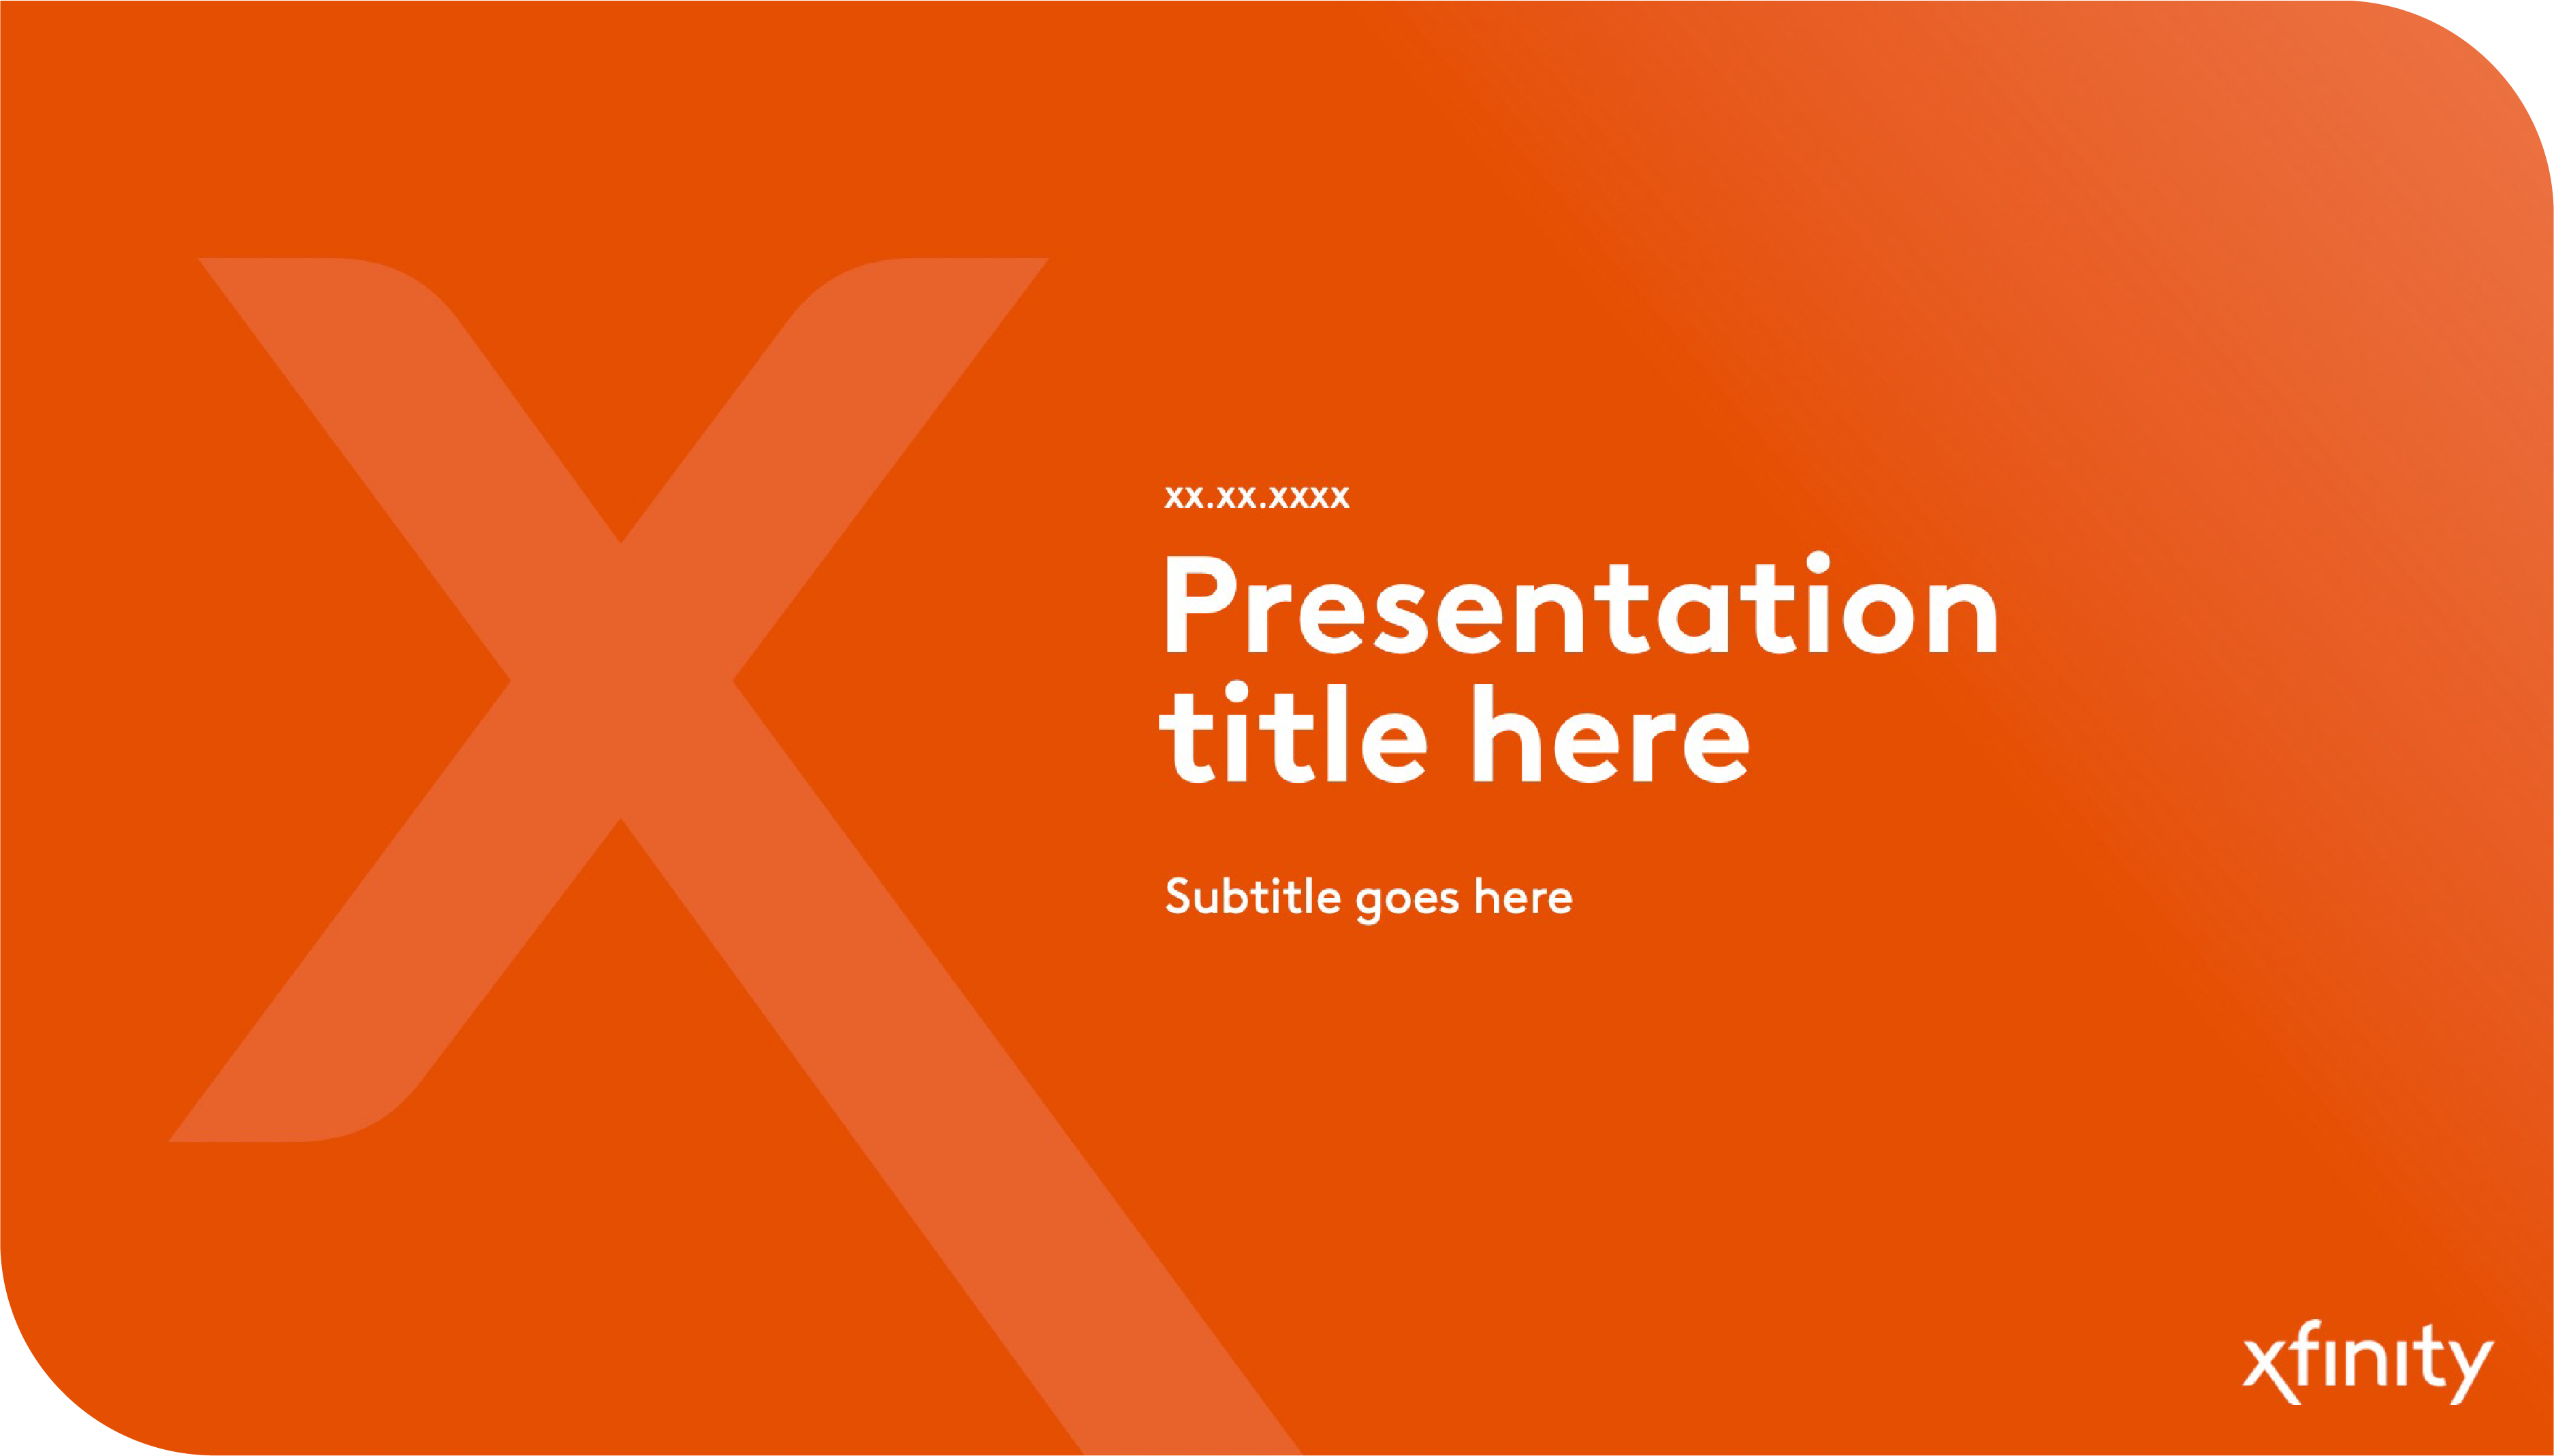 xx.xx.xxxx
Presentation
title here
Subtitle goes here
xfinity